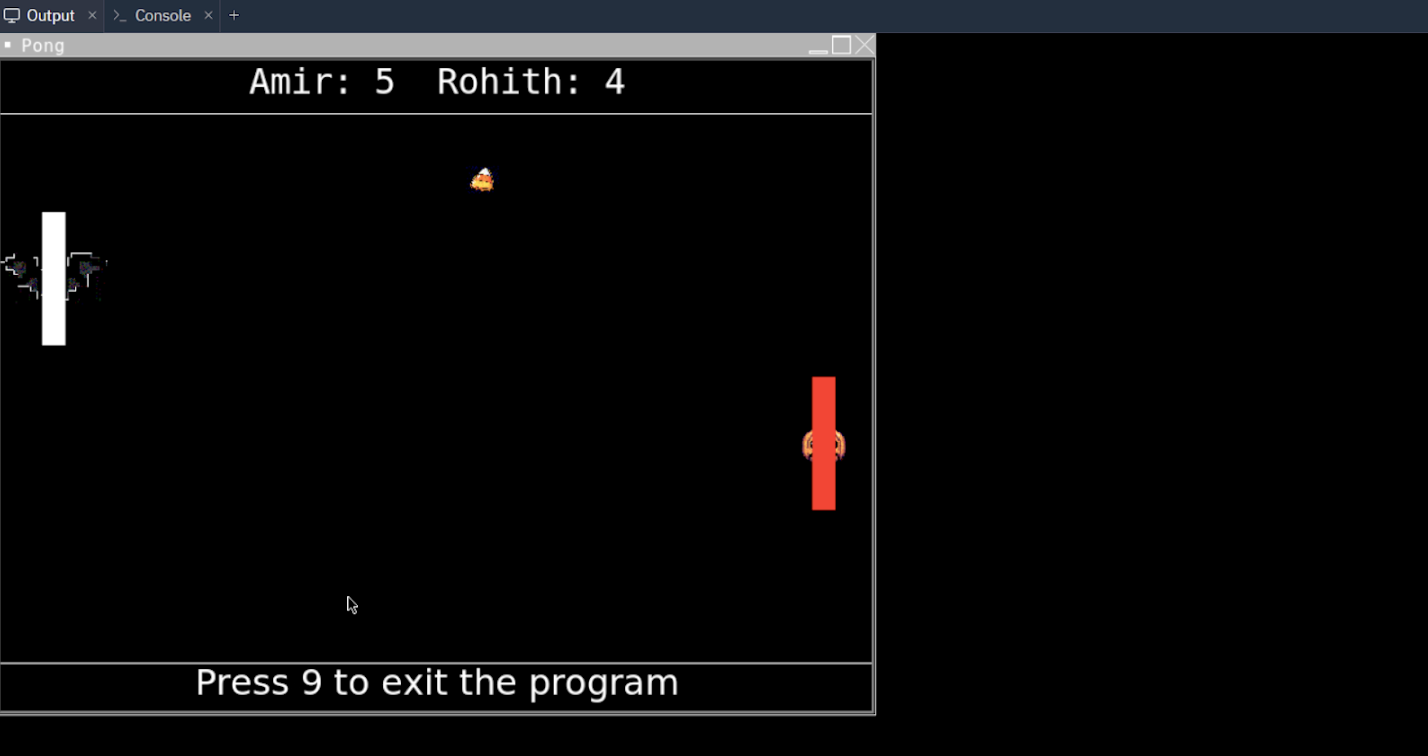 Output Console
Pong
Amir: 5 Rohith: 4
Press 9 to exit the program